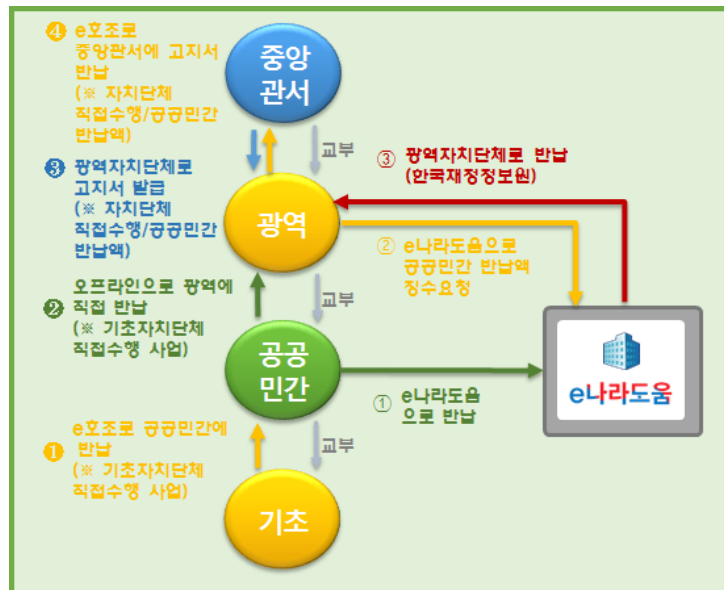 ❹ e호조로
중앙관서에 고지서
반납
(※ 자치단체
직접수행/공공민간
반납액)
중앙
관서
교부
③ 광역자치단체로 반납
(한국재정정보원)
❸ 광역자치단체로
고지서 발급
(※ 자치단체
직접수행/공공민간
반납액)
광역
② e나라도움으로
공공민간 반납액
징수요청
교부
❷ 오프라인으로 광역에
직접 반납
(※ 기초자치단체
직접수행 사업)
공공
민간
① e나라도움
으로 반납
e나라도움
❶ e호조로 공공민간에
반납
(※ 기초자치단체
직접수행 사업)
교부
기초